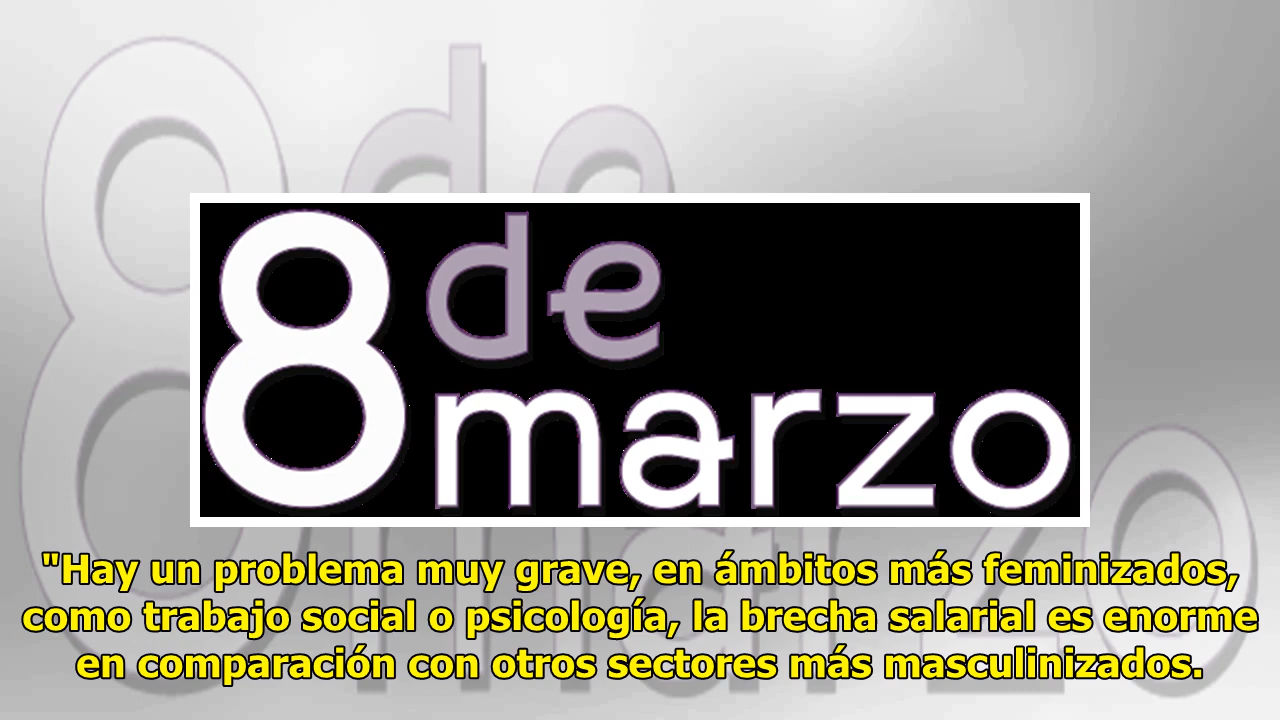 8 de
marzo
"Hay un problema muy grave, en ámbitos más feminizados,
como trabajo social o psicología, la brecha salarial es enorme
en comparación con otros sectores más masculinizados.